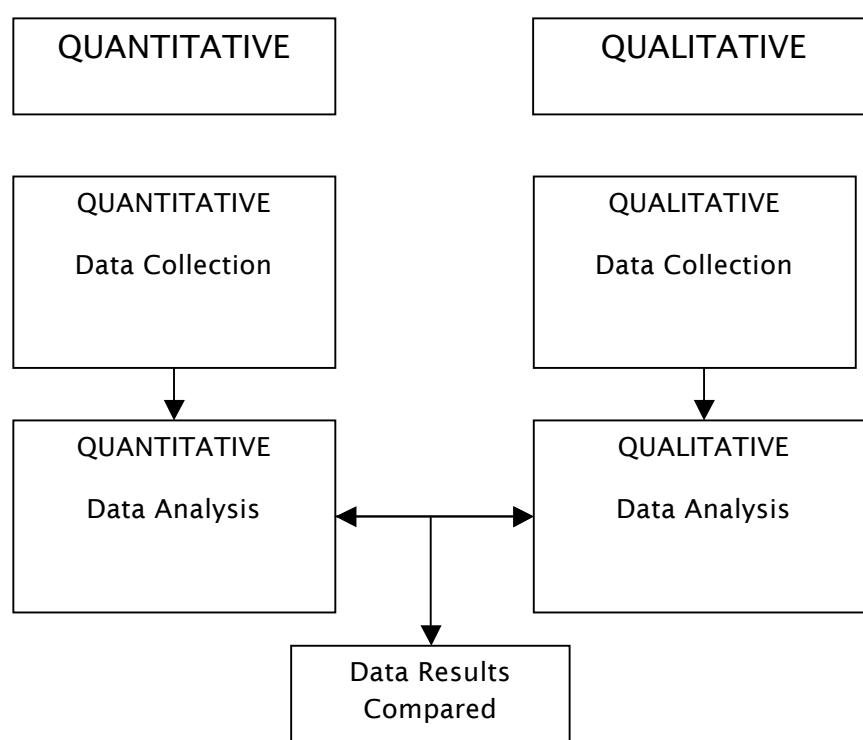 QUANTITATIVE
QUALITATIVE
QUANTITATIVE
Data Collection
QUALITATIVE
Data Collection
QUANTITATIVE
Data Analysis
QUALITATIVE
Data Analysis
Data Results
Compared